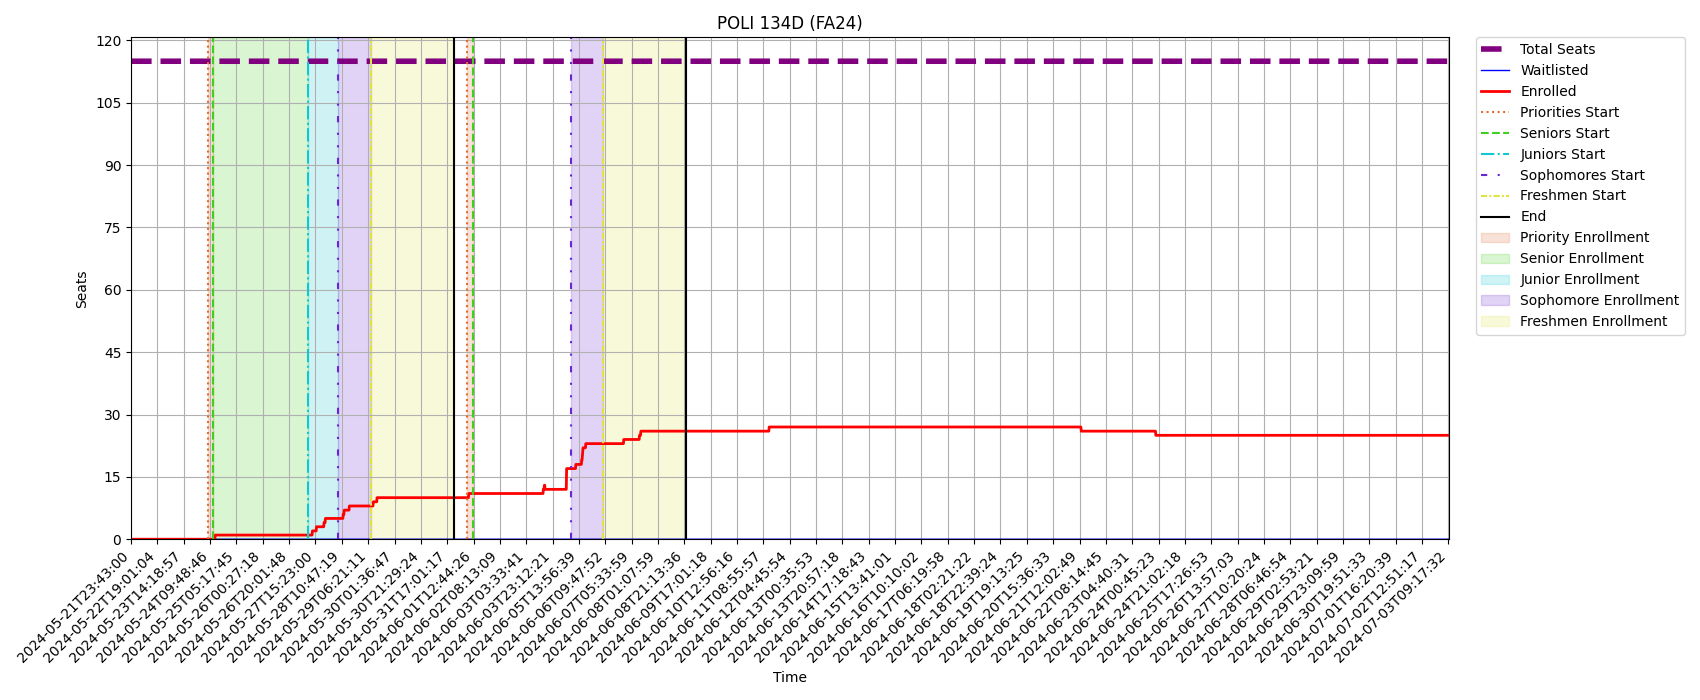 POLI 134D (FA24)
120
105
90
75
60
45
30
15
0
Seats
2024-05-21T23:43:00
2024-05-22T19:01:04
2024-05-23T14:18:57
2024-05-24T09:48:46
2024-05-25T05:17:45
2024-05-26T00:27:18
2024-05-26T20:01:48
2024-05-27T15:23:00
2024-05-28T10:47:19
2024-05-29T06:21:11
2024-05-30T01:36:47
2024-05-30T21:29:24
2024-05-31T17:01:17
2024-06-01T12:44:26
2024-06-02T08:13:09
2024-06-03T03:33:41
2024-06-03T23:12:21
2024-06-05T13:56:39
2024-06-06T09:47:52
2024-06-07T05:33:59
2024-06-08T01:07:59
2024-06-08T21:13:36
2024-06-09T17:01:18
2024-06-10T12:56:16
2024-06-11T08:55:57
2024-06-12T04:45:54
2024-06-13T00:35:53
2024-06-13T20:57:18
2024-06-14T17:18:43
2024-06-15T13:41:01
2024-06-16T10:10:02
2024-06-17T06:19:58
2024-06-18T02:21:22
2024-06-18T22:39:24
2024-06-19T19:13:25
2024-06-20T15:36:33
2024-06-21T12:02:49
2024-06-22T08:14:45
2024-06-23T04:40:31
2024-06-24T00:45:23
2024-06-24T21:02:18
2024-06-25T17:26:53
2024-06-26T13:57:03
2024-06-27T10:20:24
2024-06-28T06:46:54
2024-06-29T02:53:21
2024-06-29T23:09:59
2024-06-30T19:51:33
2024-07-01T16:20:39
2024-07-02T12:51:17
2024-07-03T09:17:32
Time
Total Seats
Waitlisted
Enrolled
Priorities Start
Seniors Start
Juniors Start
Sophomores Start
Freshmen Start
End
Priority Enrollment
Senior Enrollment
Junior Enrollment
Sophomore Enrollment
Freshmen Enrollment